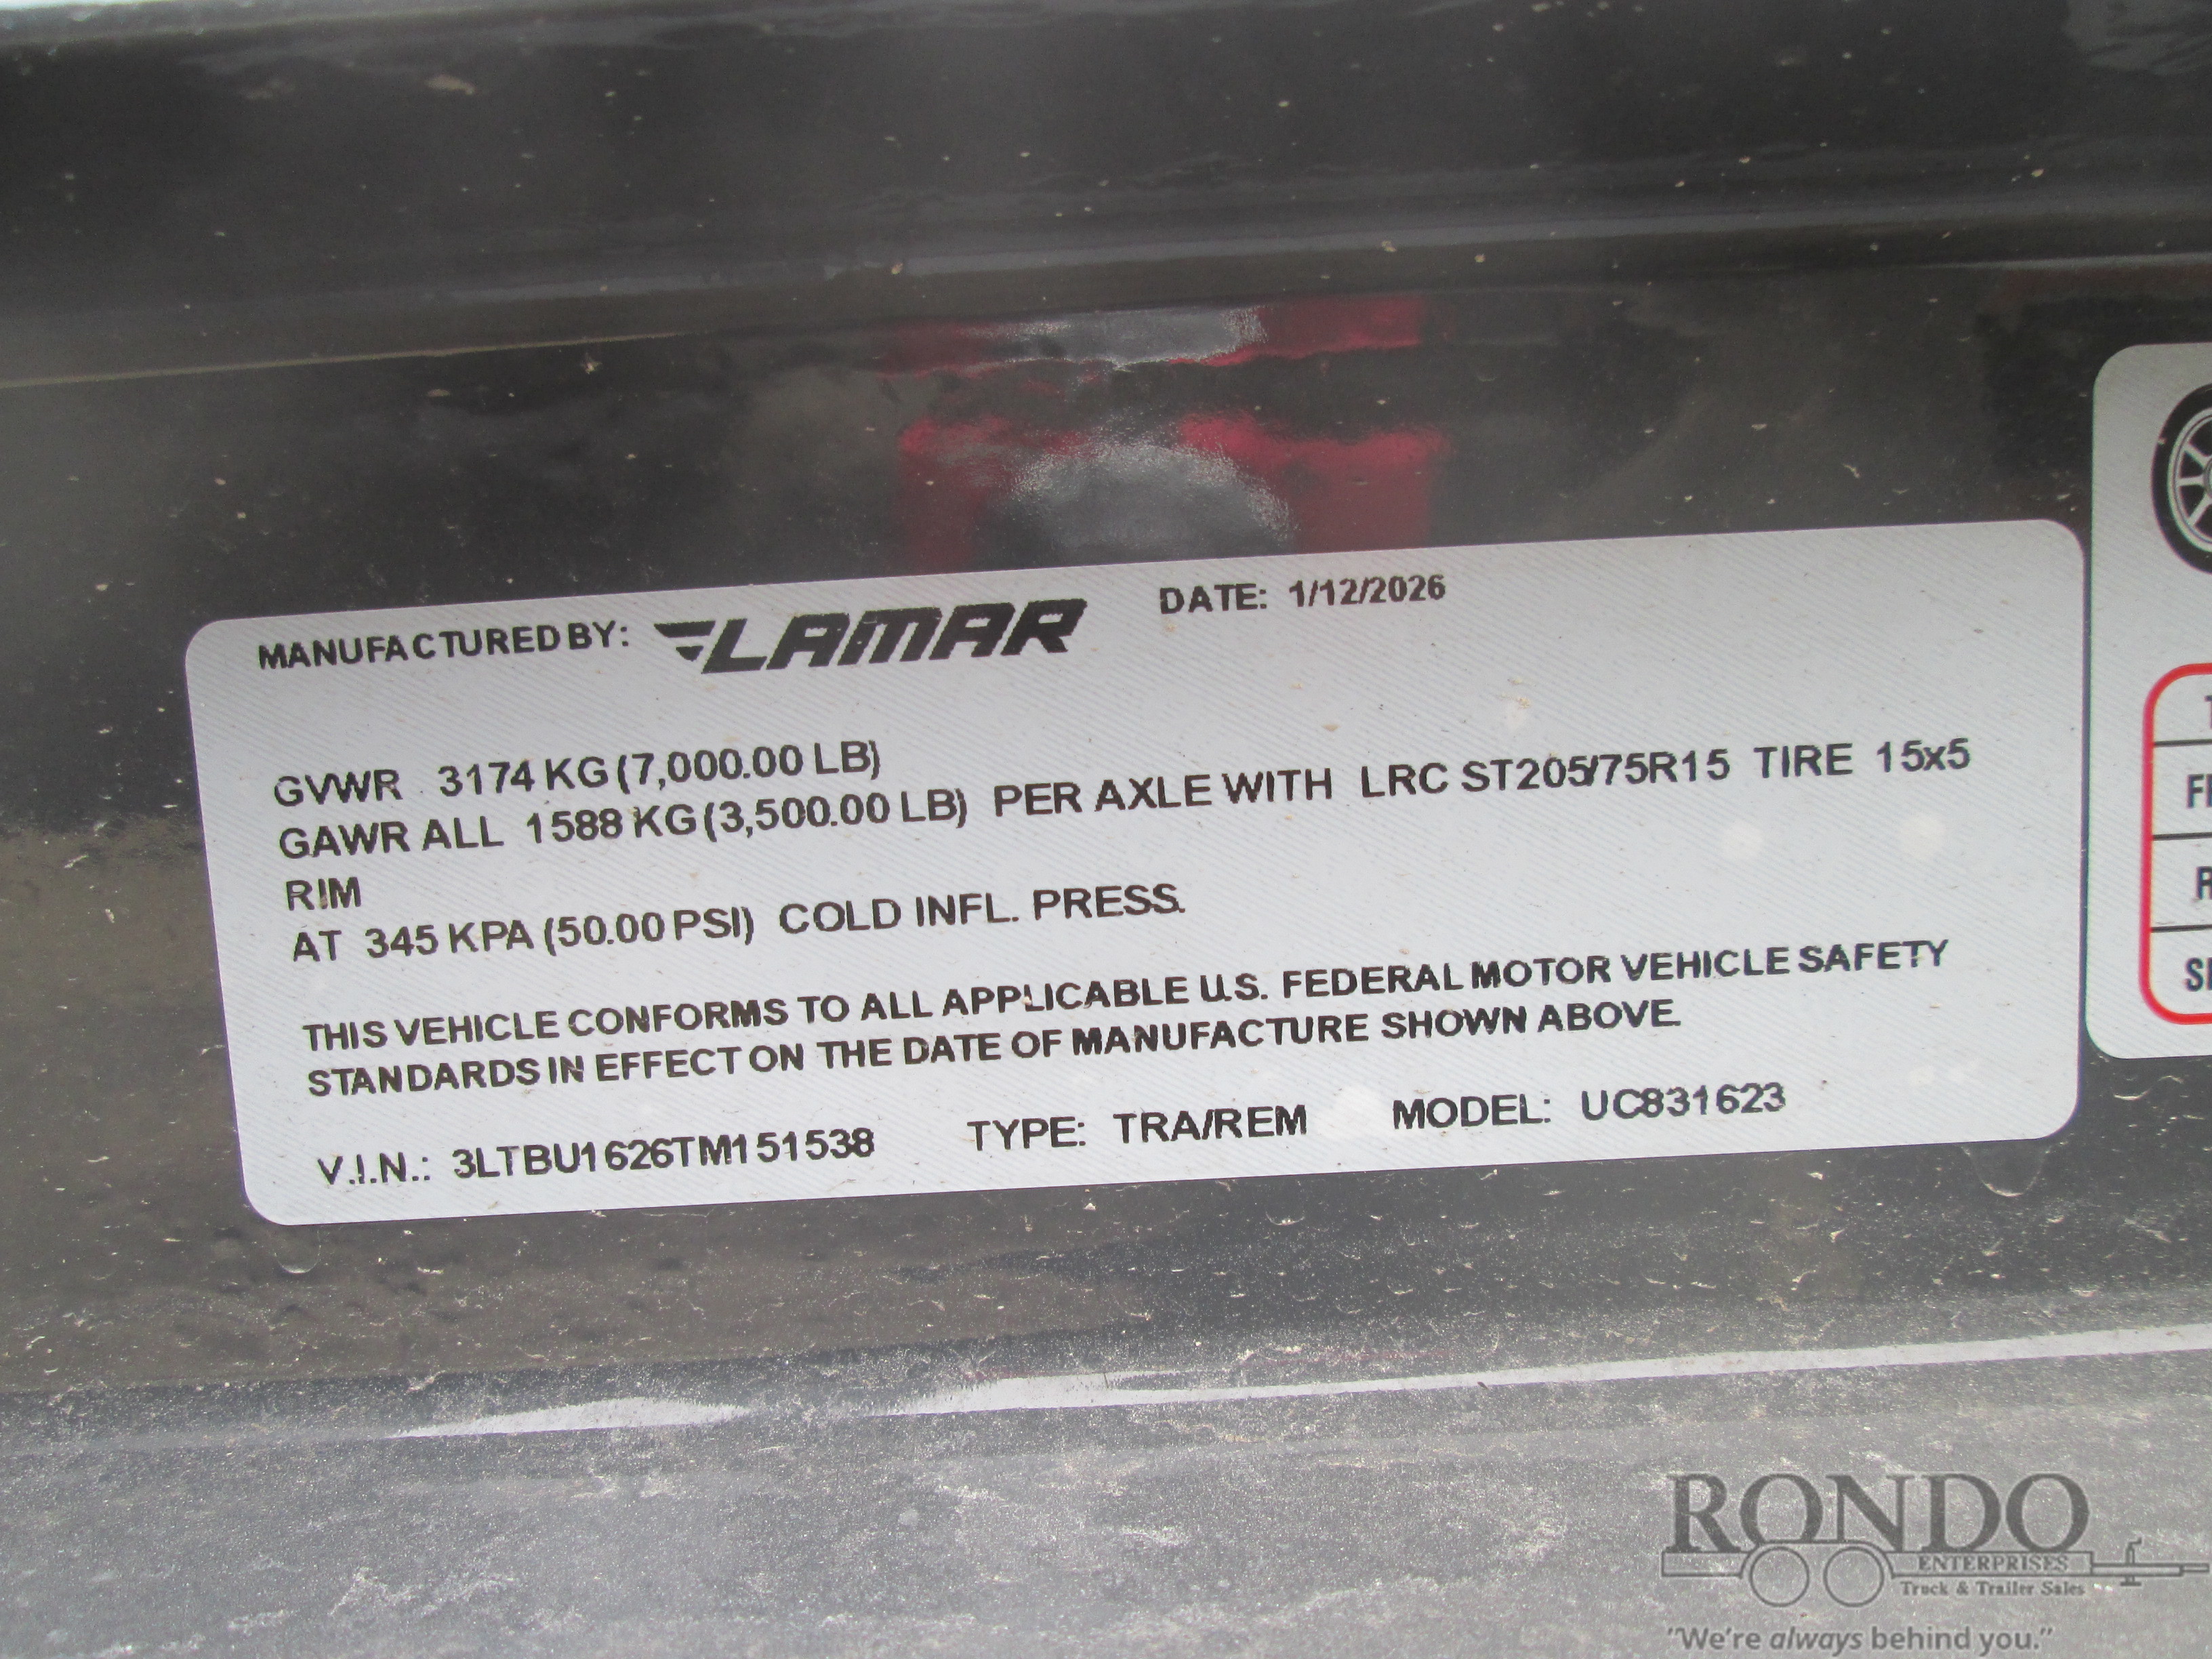 MANUFACTURED BY: LAMAR DATE: 1/12/2026
GVWR 3174 KG (7,000.00 LB)
GAWR ALL 1588 KG (3,500.00 LB) PER AXLE WITH LRC ST205/75R15 TIRE 15x5
RIM
AT 345 KPA (50.00 PSI) COLD INFL. PRESS.
THIS VEHICLE CONFORMS TO ALL APPLICABLE U.S. FEDERAL MOTOR VEHICLE SAFETY
STANDARDS IN EFFECT ON THE DATE OF MANUFACTURE SHOWN ABOVE.
V.I.N.: 3LTBU1626TM151538 TYPE: TRA/REM MODEL: UC831623
RONDO
ENTERPRISES
Truck & Trailer Sales
"We're always behind you."